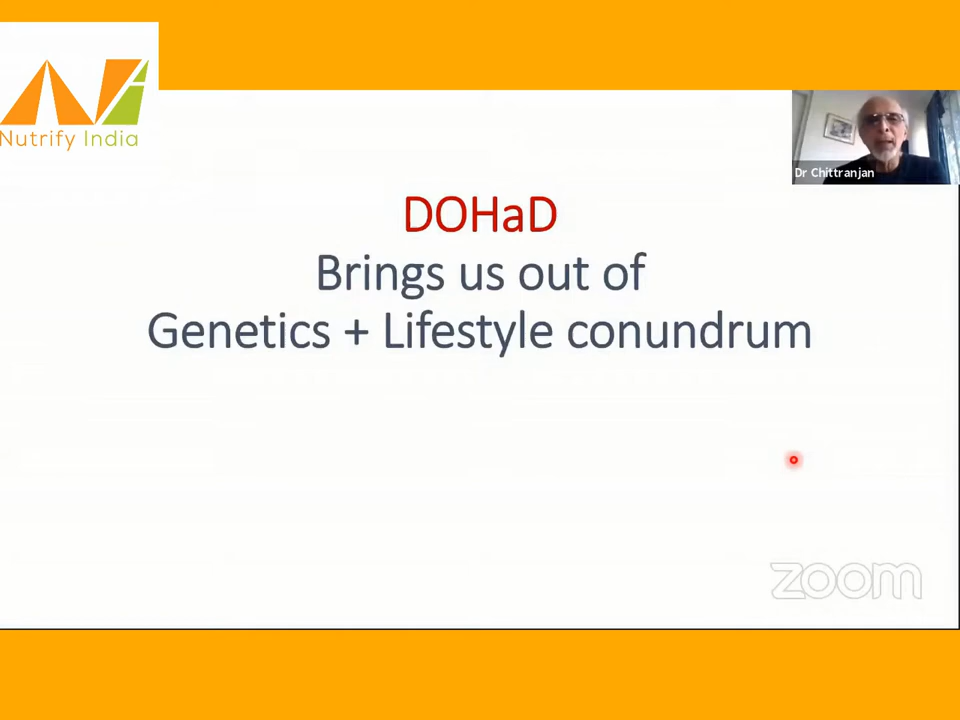 Nutrify India
Dr Chittranjan
DOHaD
Brings us out of
Genetics + Lifestyle conundrum
zoom